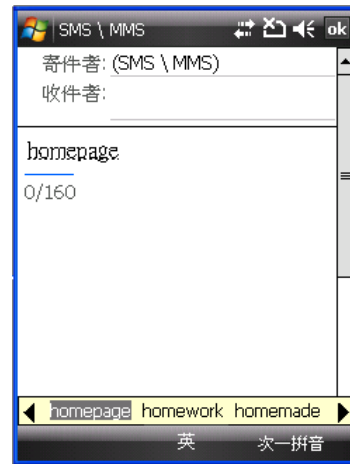 SMS \ MMS ok
寄件者: (SMS \ MMS)
收件者:
homepage
0/160
homepage homework homemade
英 次一拼音